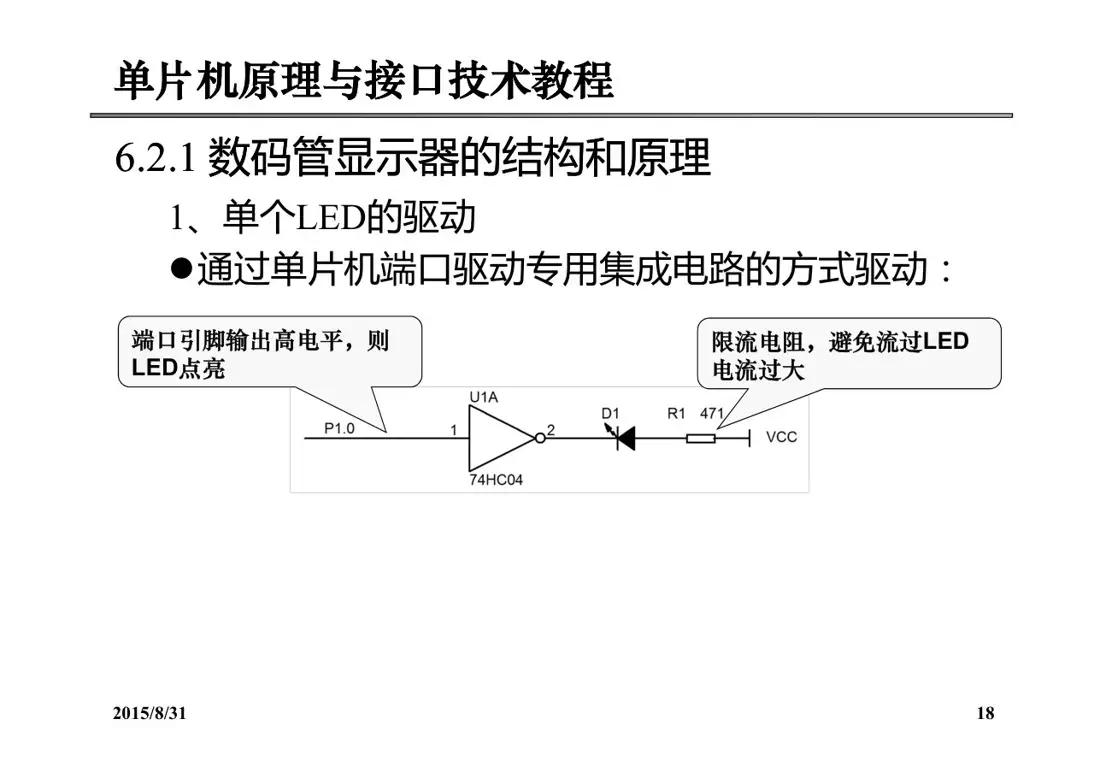 单片机原理与接口技术教程
6.2.1 数码管显示器的结构和原理
1、单个LED的驱动
●通过单片机端口驱动专用集成电路的方式驱动：
端口引脚输出高电平，则
LED点亮
限流电阻，避免流过LED
电流过大
U1A
P1.0
1
2
D1
R1 471
VCC
74HC04
2015/8/31
18